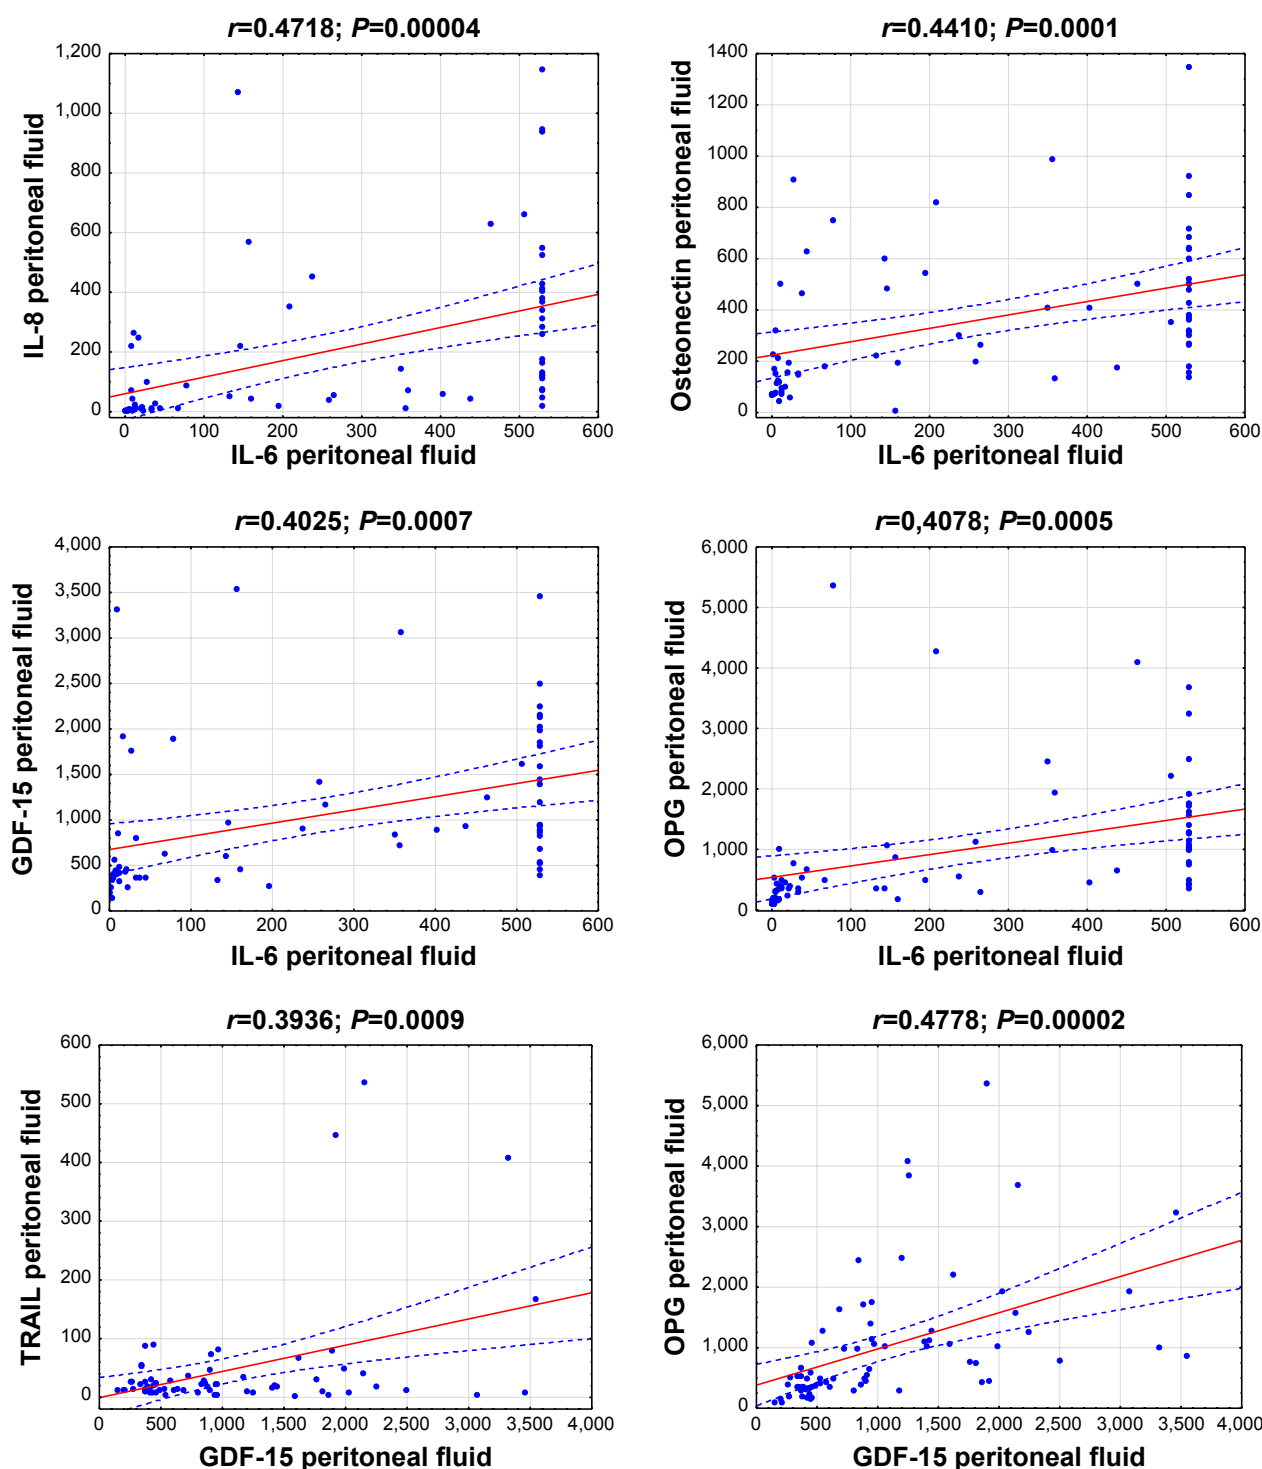 r=0.4718; P=0.00004
1,200
1,000
800
600
400
200
0
IL-8 peritoneal fluid
0 100 200 300 400 500 600
IL-6 peritoneal fluid
r=0.4410; P=0.0001
1400
1200
1000
800
600
400
200
0
Osteonectin peritoneal fluid
0 100 200 300 400 500 600
IL-6 peritoneal fluid
r=0.4025; P=0.0007
4,000
3,500
3,000
2,500
2,000
1,500
1,000
500
0
GDF-15 peritoneal fluid
0 100 200 300 400 500 600
IL-6 peritoneal fluid
r=0,4078; P=0.0005
6,000
5,000
4,000
3,000
2,000
1,000
0
OPG peritoneal fluid
0 100 200 300 400 500 600
IL-6 peritoneal fluid
r=0.3936; P=0.0009
600
500
400
300
200
100
0
TRAIL peritoneal fluid
0 500 1,000 1,500 2,000 2,500 3,000 3,500 4,000
GDF-15 peritoneal fluid
r=0.4778; P=0.00002
6,000
5,000
4,000
3,000
2,000
1,000
0
OPG peritoneal fluid
0 500 1,000 1,500 2,000 2,500 3,000 3,500 4,000
GDF-15 peritoneal fluid